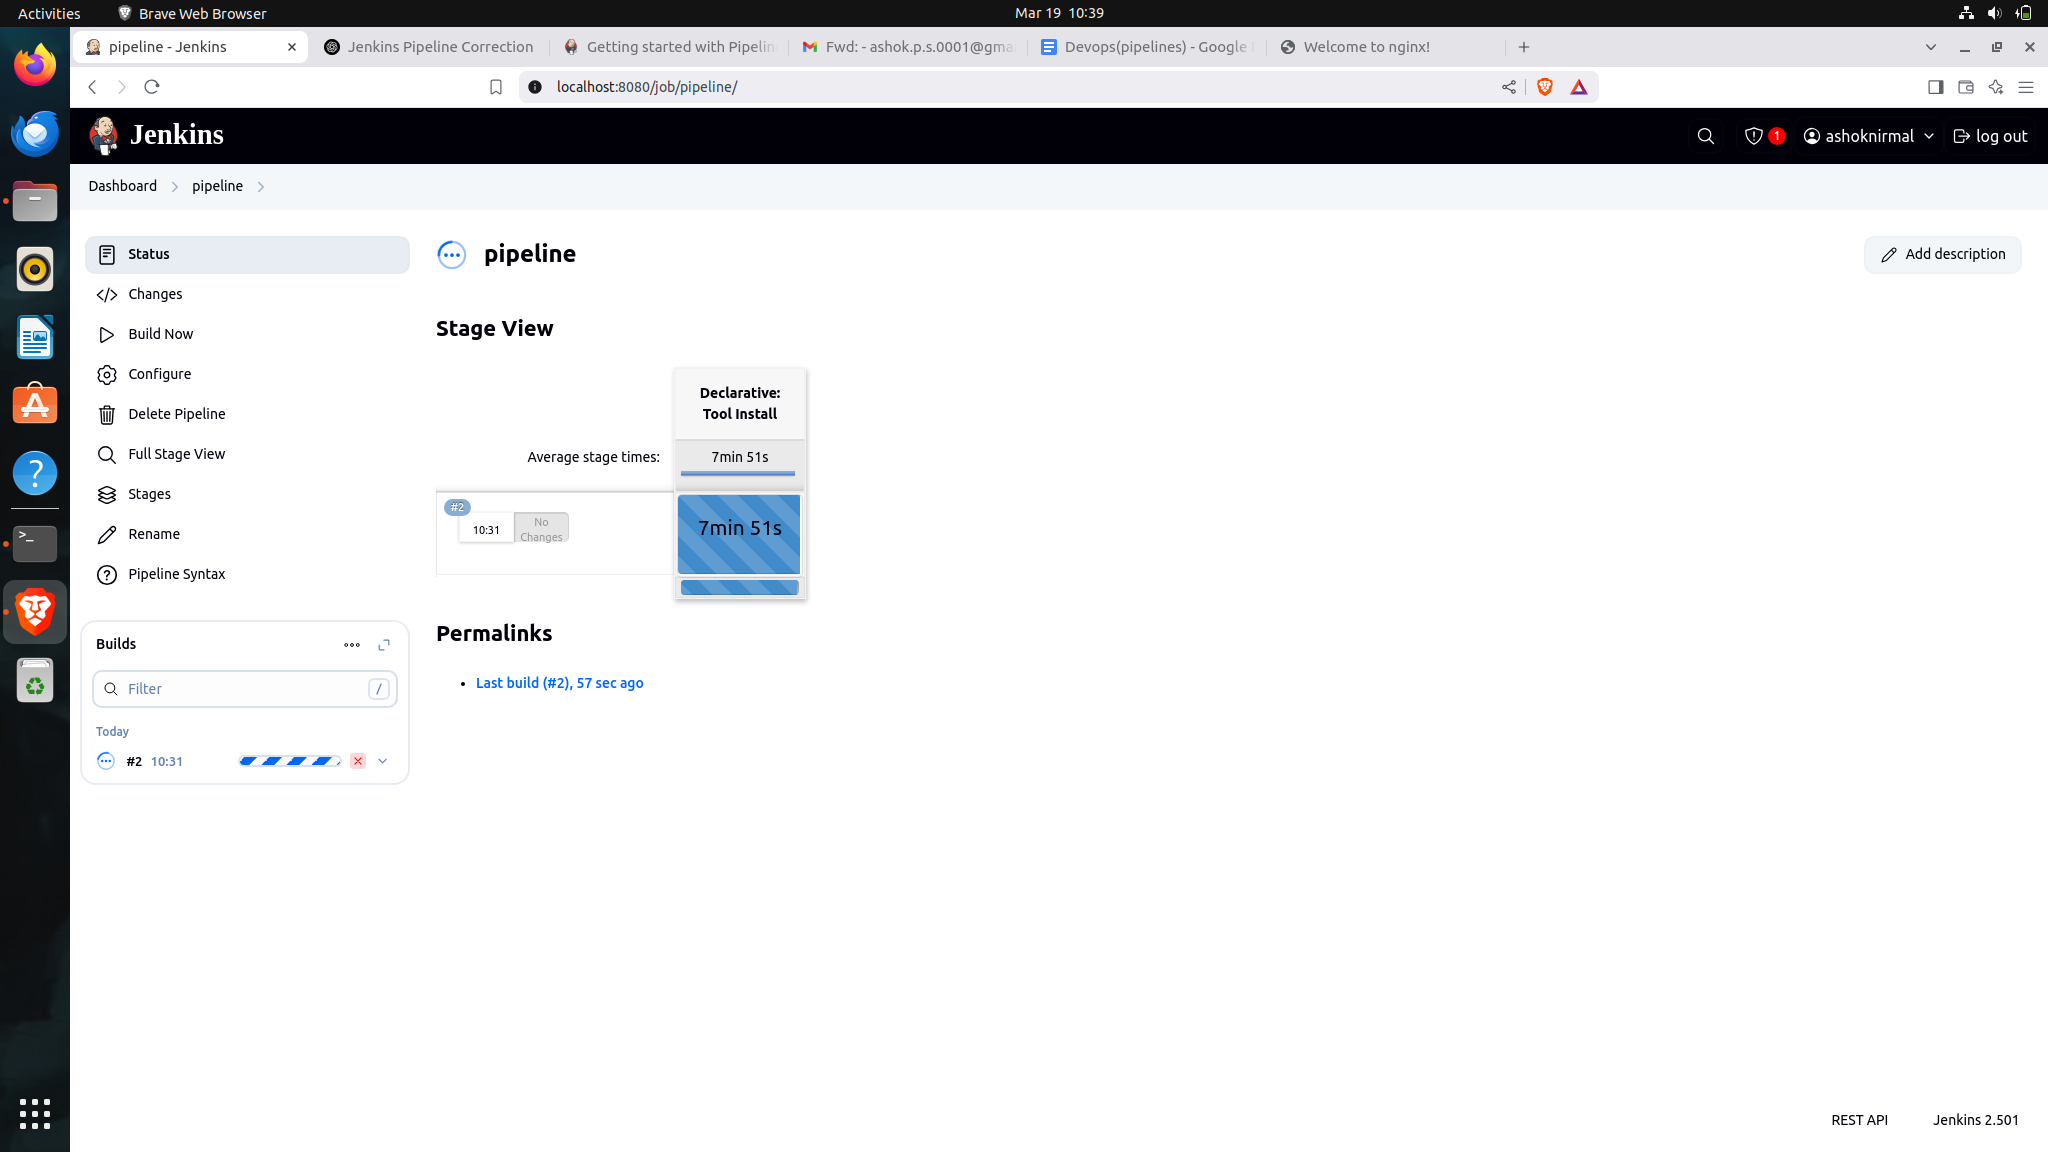 Activities
Brave Web Browser
Mar 19 10:39
pipeline - Jenkins
Jenkins Pipeline Correction
Getting started with Pipelin
Fwd: - ashok.p.s.0001@gma
Devops(pipelines) - Google
Welcome to nginx!
localhost:8080/job/pipeline/
Jenkins
1
ashoknirmal
log out
Dashboard
pipeline
Status
Changes
Build Now
Configure
Delete Pipeline
Full Stage View
Stages
Rename
Pipeline Syntax
Builds
Filter
/
Today
#2 10:31
pipeline
Add description
Stage View
Declarative:
Tool Install
Average stage times:
7min 51s
#2
10:31
No
Changes
7min 51s
Permalinks
Last build (#2), 57 sec ago
REST API
Jenkins 2.501